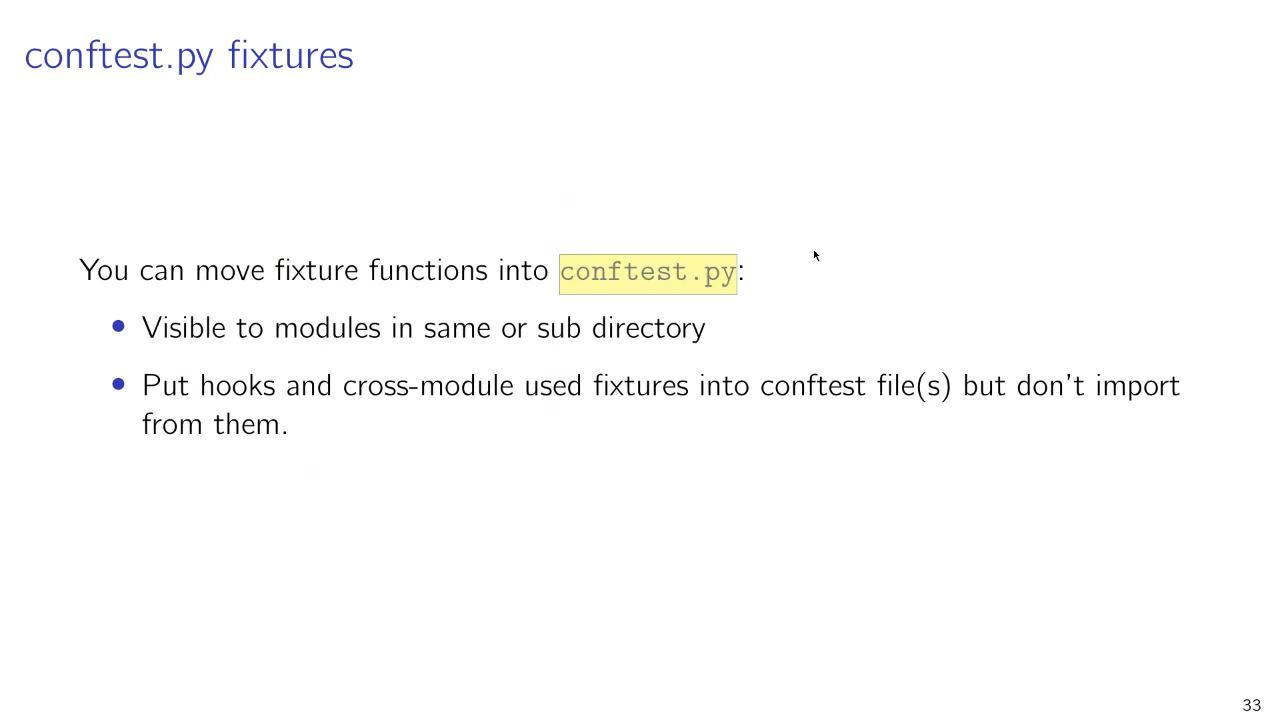 conftest.py fixtures
You can move fixture functions into conftest.py:
• Visible to modules in same or sub directory
• Put hooks and cross-module used fixtures into conftest file(s) but don't import
from them.
33